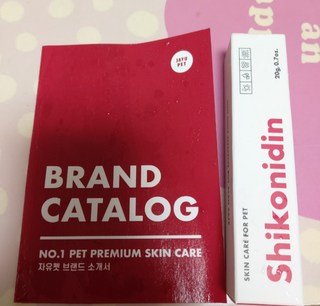 JAYU
PET
BRAND
CATALOG
NO.1 PET PREMIUM SKIN CARE
자유펫 브랜드 소개서
SKIN CARE FOR PET
Shikonidin
20g, 0.7oz.